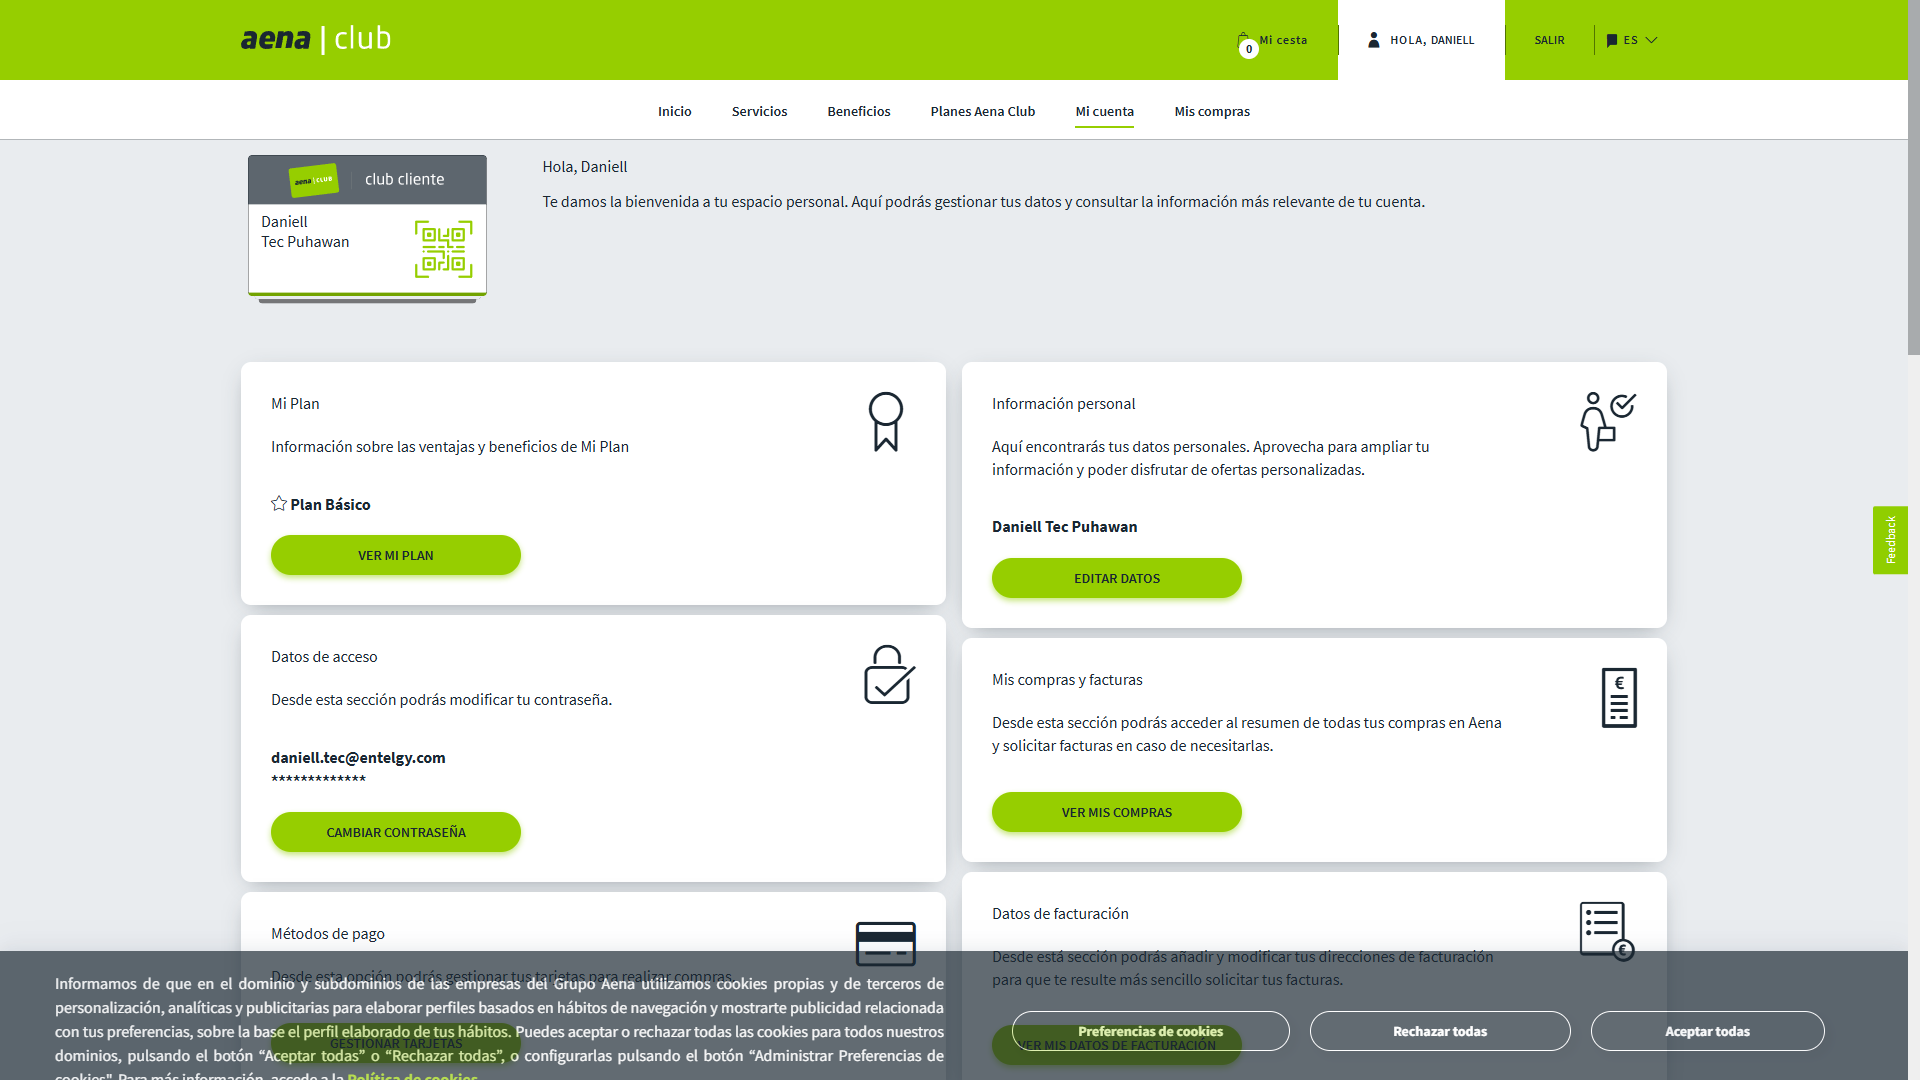 aena | club
0 Mi cesta
HOLA, DANIELL
SALIR
ES
Inicio
Servicios
Beneficios
Planes Aena Club
Mi cuenta
Mis compras
aena | CLUB
club cliente
Daniell
Tec Puhawan
Hola, Daniell
Te damos la bienvenida a tu espacio personal. Aquí podrás gestionar tus datos y consultar la información más relevante de tu cuenta.
Mi Plan
Información sobre las ventajas y beneficios de Mi Plan
Plan Básico
VER MI PLAN
Información personal
Aquí encontrarás tus datos personales. Aprovecha para ampliar tu
información y poder disfrutar de ofertas personalizadas.
Daniell Tec Puhawan
EDITAR DATOS
Feedback
Datos de acceso
Desde esta sección podrás modificar tu contraseña.
daniell.tec@entelgy.com
*************
CAMBIAR CONTRASEÑA
Mis compras y facturas
Desde esta sección podrás acceder al resumen de todas tus compras en Aena
y solicitar facturas en caso de necesitarlas.
€
VER MIS COMPRAS
Métodos de pago
Desde esta opción podrás gestionar tus tarjetas para realizar compras.
GESTIONAR TARJETAS
Datos de facturación
Desde está sección podrás añadir y modificar tus direcciones de facturación
para que te resulte más sencillo solicitar tus facturas.
€
VER MIS DATOS DE FACTURACIÓN
Informamos de que en el dominio y subdominios de las empresas del Grupo Aena utilizamos cookies propias y de terceros de
personalización, analíticas y publicitarias para elaborar perfiles basados en hábitos de navegación y mostrarte publicidad relacionada
con tus preferencias, sobre la base el perfil elaborado de tus hábitos. Puedes aceptar o rechazar todas las cookies para todos nuestros
dominios, pulsando el botón “Aceptar todas” o “Rechazar todas”, o configurarlas pulsando el botón “Administrar Preferencias de
cookies". Para más información, accede a la Política de cookies.
Preferencias de cookies
Rechazar todas
Aceptar todas